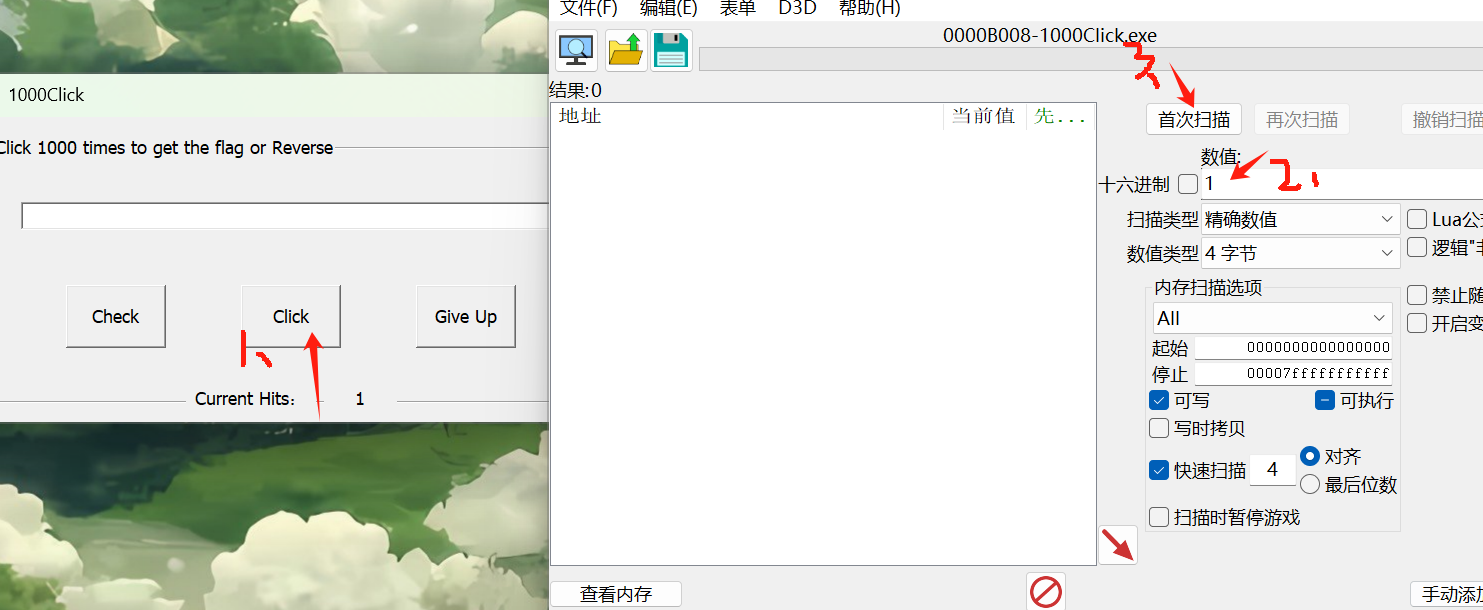 1000Click
Click 1000 times to get the flag or Reverse
Check
Click
Give Up
1、
Current Hits:
1
文件(F) 编辑(E) 表单 D3D 帮助(H)
0000B008-1000Click.exe
3、
结果:0
地址 当前值 先...
首次扫描 再次扫描 撤销扫描
数值:
十六进制 1
2、
扫描类型 精确数值
Lua公式
数值类型 4 字节
逻辑"非
内存扫描选项
禁止随
All
开启变
起始 0000000000000000
停止 00007fffffffffff
可写 可执行
写时拷贝
快速扫描 4 对齐
最后位数
扫描时暂停游戏
查看内存
手动添加